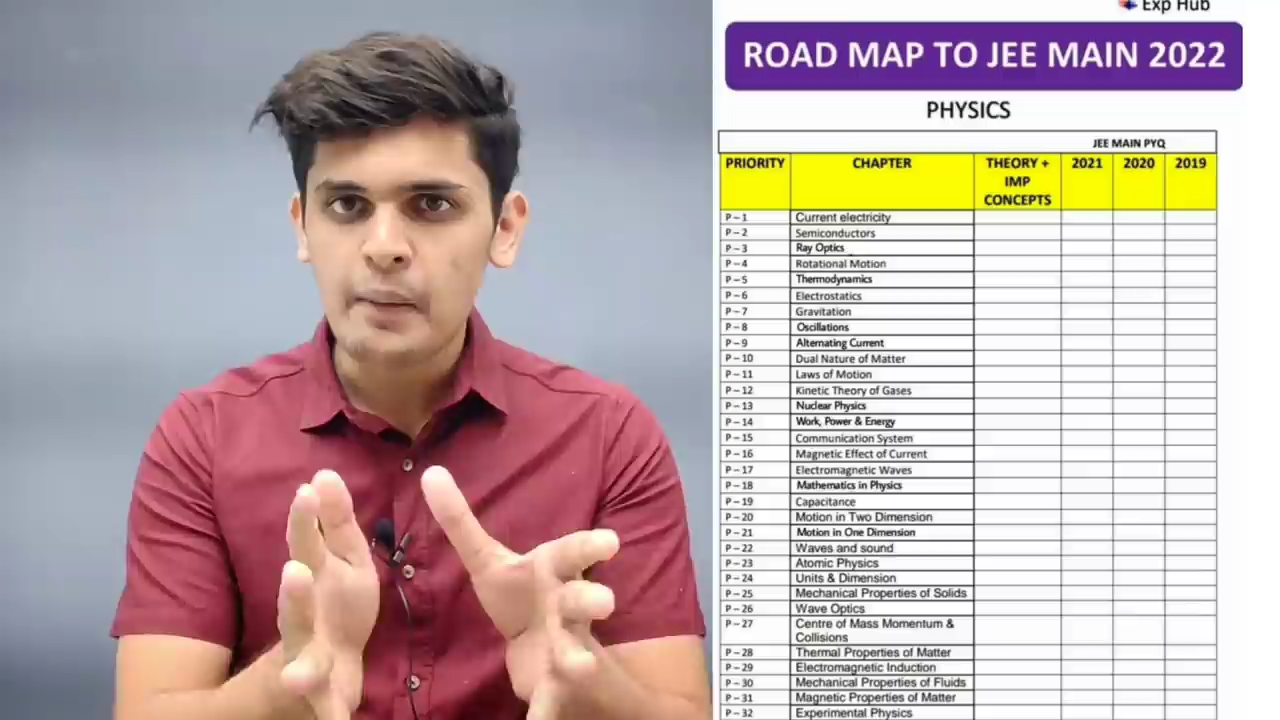 Exp Hub
ROAD MAP TO JEE MAIN 2022
PHYSICS
JEE MAIN PYQ
PRIORITY CHAPTER THEORY + IMP CONCEPTS 2021 2020 2019
P – 1 Current electricity
P – 2 Semiconductors
P – 3 Ray Optics
P – 4 Rotational Motion
P – 5 Thermodynamics
P – 6 Electrostatics
P – 7 Gravitation
P – 8 Oscillations
P – 9 Alternating Current
P – 10 Dual Nature of Matter
P – 11 Laws of Motion
P – 12 Kinetic Theory of Gases
P – 13 Nuclear Physics
P – 14 Work, Power & Energy
P – 15 Communication System
P – 16 Magnetic Effect of Current
P – 17 Electromagnetic Waves
P – 18 Mathematics in Physics
P – 19 Capacitance
P – 20 Motion in Two Dimension
P – 21 Motion in One Dimension
P – 22 Waves and sound
P – 23 Atomic Physics
P – 24 Units & Dimension
P – 25 Mechanical Properties of Solids
P – 26 Wave Optics
P – 27 Centre of Mass Momentum &
Collisions
P – 28 Thermal Properties of Matter
P – 29 Electromagnetic Induction
P – 30 Mechanical Properties of Fluids
P – 31 Magnetic Properties of Matter
P – 32 Experimental Physics